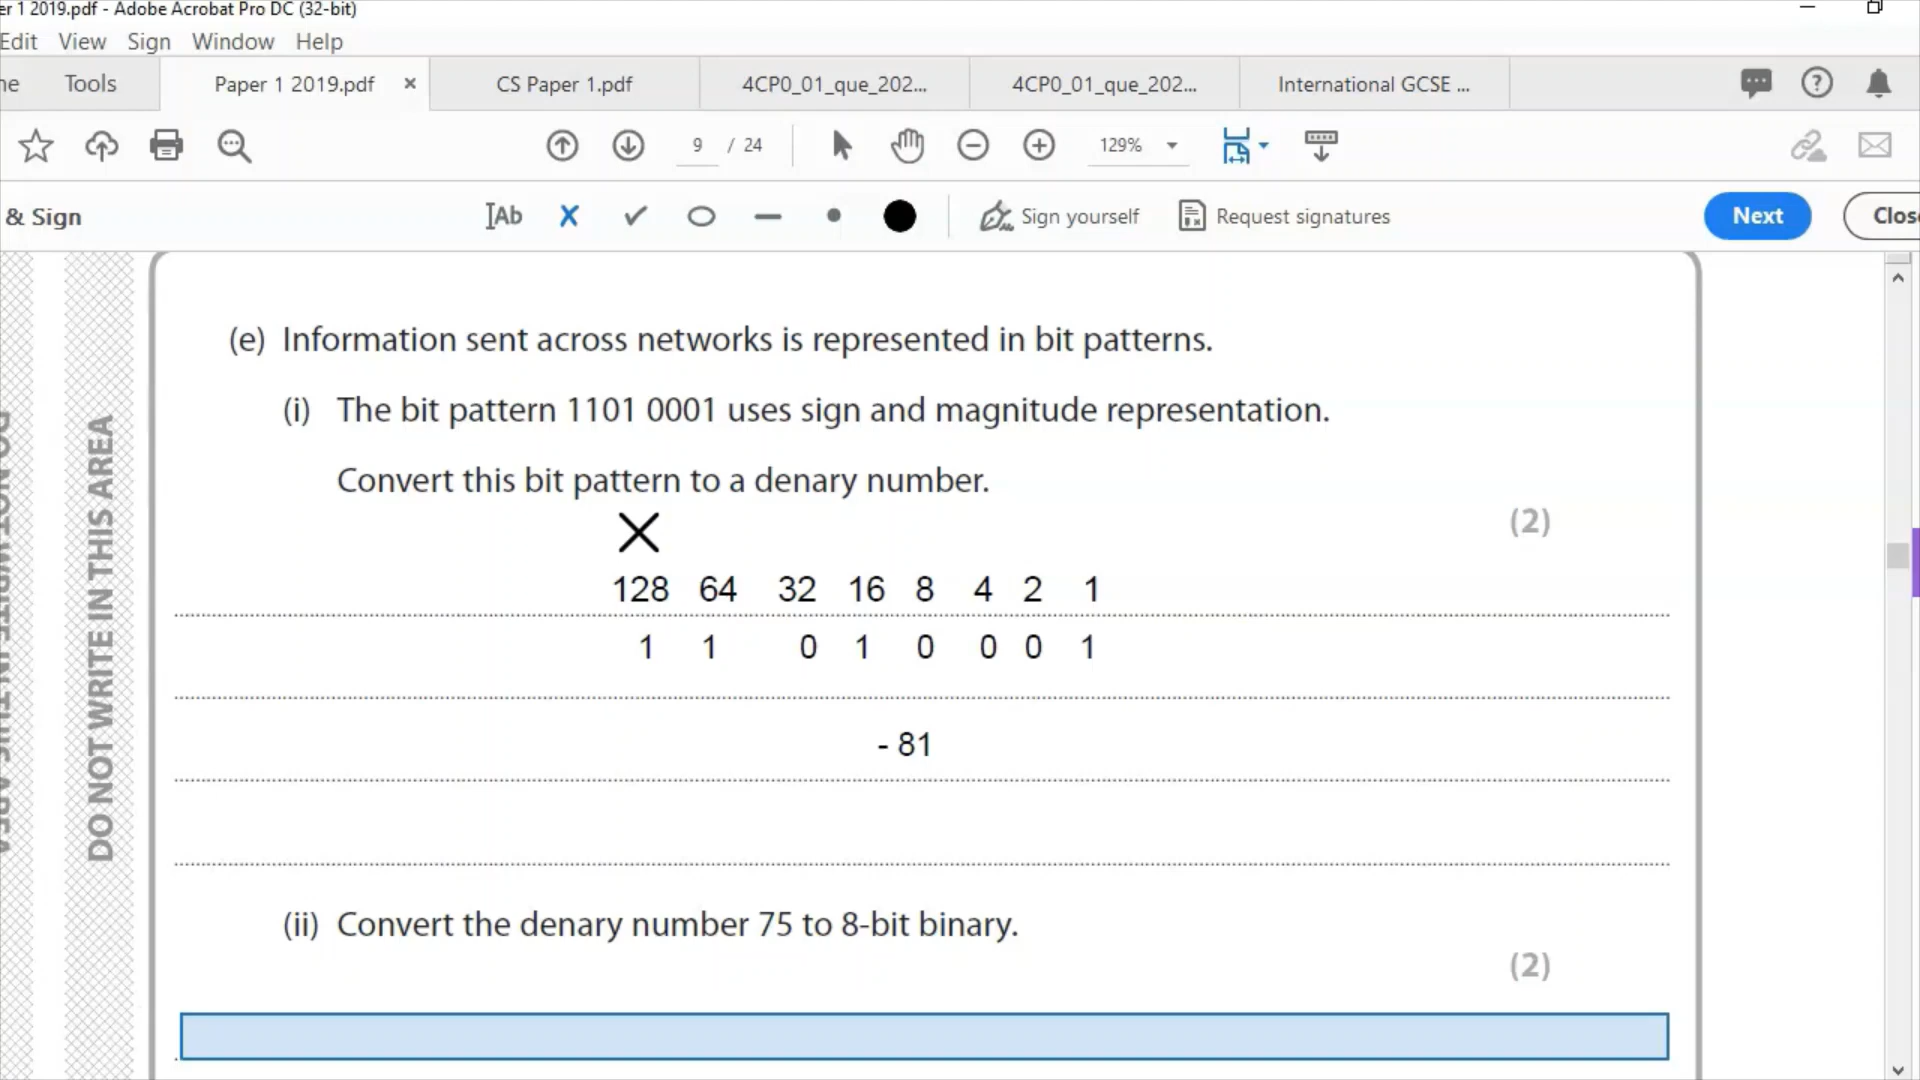 er 1 2019.pdf - Adobe Acrobat Pro DC (32-bit)
Edit View Sign Window Help
ne Tools Paper 1 2019.pdf × CS Paper 1.pdf 4CP0_01_que_202... 4CP0_01_que_202... International GCSE ...
9 / 24 129%
& Sign Ab Sign yourself Request signatures Next Close
(e) Information sent across networks is represented in bit patterns.
(i) The bit pattern 1101 0001 uses sign and magnitude representation.
Convert this bit pattern to a denary number.
(2)
128 64 32 16 8 4 2 1
1 1 0 1 0 0 0 1
- 81
(ii) Convert the denary number 75 to 8-bit binary.
(2)
DO NOT WRITE IN THIS AREA